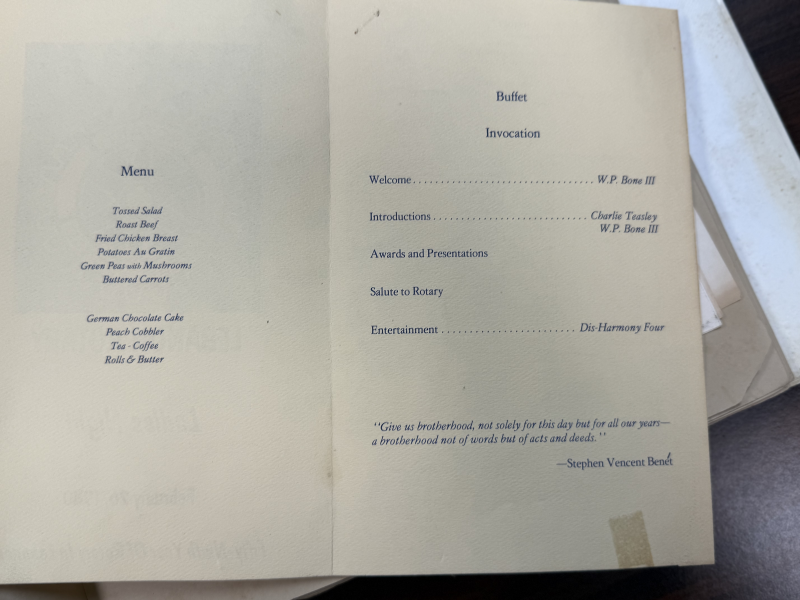 Menu
Tossed Salad
Roast Beef
Fried Chicken Breast
Potatoes Au Gratin
Green Peas with Mushrooms
Buttered Carrots
German Chocolate Cake
Peach Cobbler
Tea - Coffee
Rolls & Butter
Buffet
Invocation
Welcome................................. W.P. Bone III
Introductions............................ Charlie Teasley
W.P. Bone III
Awards and Presentations
Salute to Rotary
Entertainment........................ Dis-Harmony Four
"Give us brotherhood, not solely for this day but for all our years—
a brotherhood not of words but of acts and deeds."
—Stephen Vencent Benét